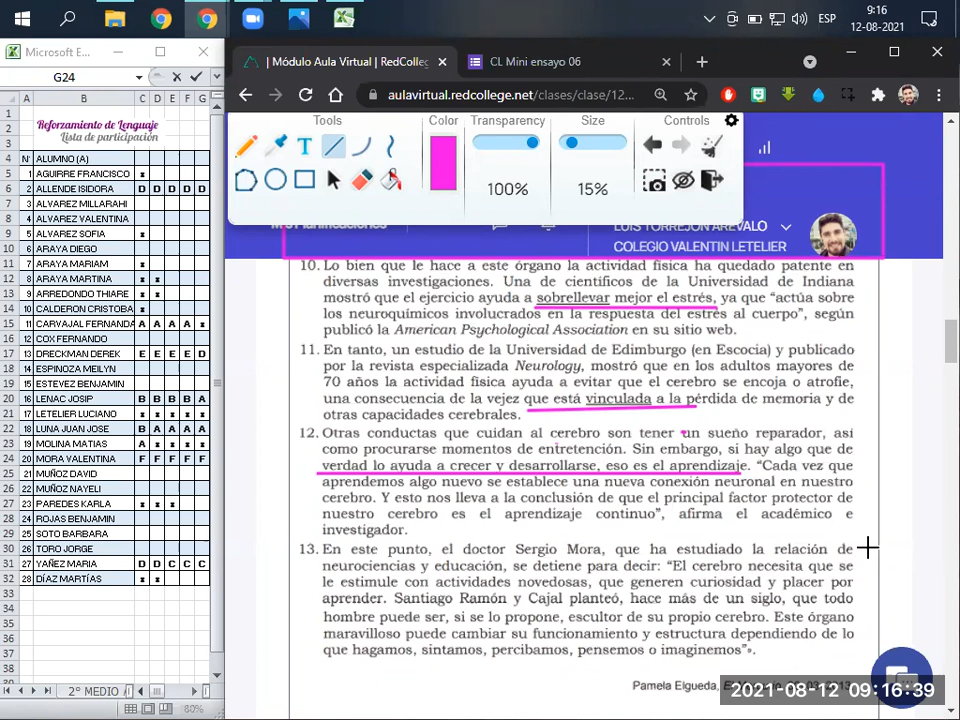 ESP
9:16
12-08-2021
Microsoft E...
G24
A B C D E F G
Reforzamiento de Lenguaje
Lista de participación
N° ALUMNO (A)
1 AGUIRRE FRANCISCO x
2 ALLENDE ISIDORA D D D D D
3 ALVAREZ MILLARAHI
4 ALVAREZ VALENTINA
5 ALVAREZ SOFIA x
6 ARAYA DIEGO
7 ARAYA MARIAM x
8 ARAYA MARTINA x x
9 ARREDONDO THIARE x x
10 CALDERON CRISTOBA x
11 CARVAJAL FERNANDA A A A A x
12 COX FERNANDO
13 DRECKMAN DEREK E E E E D
14 ESPINOZA MEILYN
15 ESTEVEZ BENJAMIN
16 LENAC JOSIP B B B B A
17 LETELIER LUCIANO x x x x x
18 LUNA JUAN JOSE B A A A A
19 MOLINA MATIAS A x x x x
20 MORA VALENTINA F F F F F
21 MUÑOZ DAVID
22 MUÑOZ NAYELI
23 PAREDES KARLA x x x
24 ROJAS BENJAMIN
25 SOTO BARBARA
26 TORO JORGE
27 YAÑEZ MARIA D D C C C
28 DÍAZ MARTÍAS x x
2° MEDIO A
80%
| Módulo Aula Virtual | RedColleg
CL Mini ensayo 06
aulavirtual.redcollege.net/clases/clase/12...
Tools Color Transparency Size Controls
100% 15%
LUIS TORREJON AREVALO
COLEGIO VALENTIN LETELIER
10. Lo bien que le hace a este órgano la actividad física ha quedado patente en
diversas investigaciones. Una de científicos de la Universidad de Indiana
mostró que el ejercicio ayuda a sobrellevar mejor el estrés, ya que “actúa sobre
los neuroquímicos involucrados en la respuesta del estrés al cuerpo”, según
publicó la American Psychological Association en su sitio web.
11. En tanto, un estudio de la Universidad de Edimburgo (en Escocia) y publicado
por la revista especializada Neurology, mostró que en los adultos mayores de
70 años la actividad física ayuda a evitar que el cerebro se encoja o atrofie,
una consecuencia de la vejez que está vinculada a la pérdida de memoria y de
otras capacidades cerebrales.
12. Otras conductas que cuidan al cerebro son tener un sueño reparador, así
como procurarse momentos de entretención. Sin embargo, si hay algo que de
verdad lo ayuda a crecer y desarrollarse, eso es el aprendizaje. “Cada vez que
aprendemos algo nuevo se establece una nueva conexión neuronal en nuestro
cerebro. Y esto nos lleva a la conclusión de que el principal factor protector de
nuestro cerebro es el aprendizaje continuo”, afirma el académico e
investigador.
13. En este punto, el doctor Sergio Mora, que ha estudiado la relación de
neurociencias y educación, se detiene para decir: “El cerebro necesita que se
le estimule con actividades novedosas, que generen curiosidad y placer por
aprender. Santiago Ramón y Cajal planteó, hace más de un siglo, que todo
hombre puede ser, si se lo propone, escultor de su propio cerebro. Este órgano
maravilloso puede cambiar su funcionamiento y estructura dependiendo de lo
que hagamos, sintamos, percibamos, pensemos o imaginemos”».
Pamela Elgueda,
2021-08-12 09:16:39